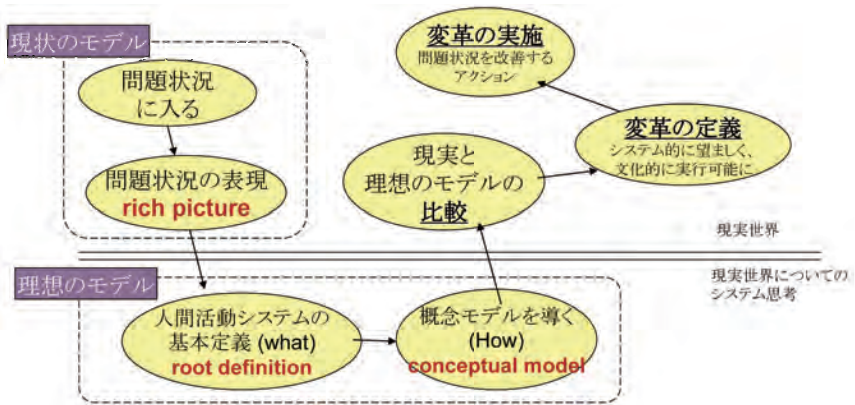 現状のモデル
問題状況
に入る
問題状況の表現
rich picture
変革の実施
問題状況を改善する
アクション
変革の定義
システム的に望ましく、
文化的に実行可能に
現実と
理想のモデルの
比較
現実世界
現実世界についての
システム思考
理想のモデル
人間活動システムの
基本定義 (what)
root definition
概念モデルを導く
(How)
conceptual model